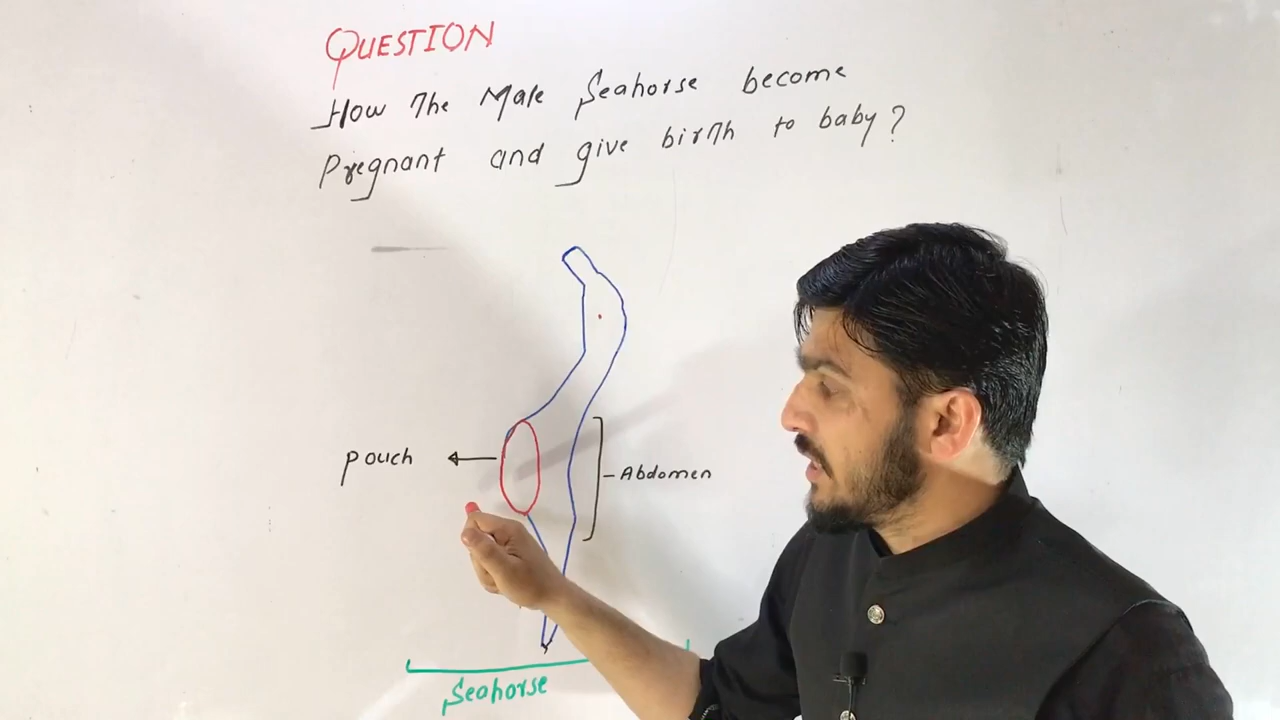 QUESTION
How The Male Seahorse become
Pregnant and give birth to baby?
Pouch
Abdomen
Seahorse